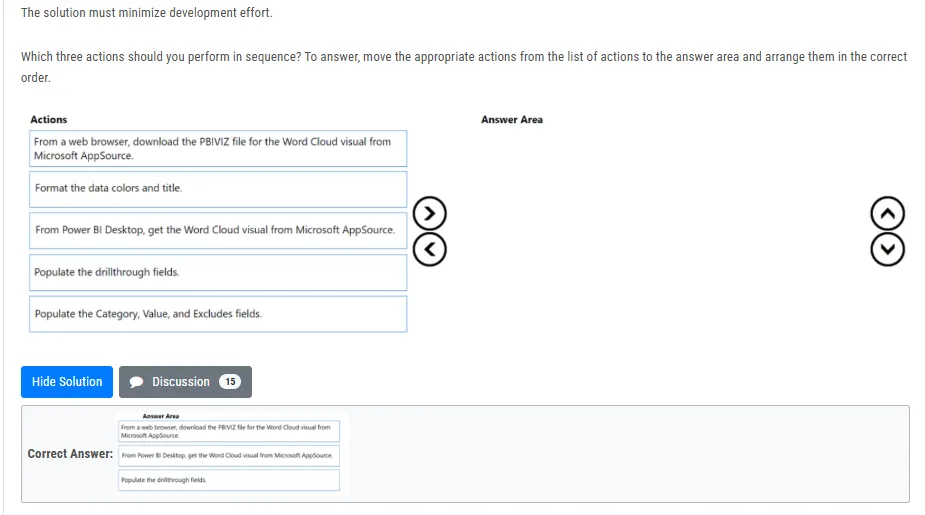 The solution must minimize development effort.
Which three actions should you perform in sequence? To answer, move the appropriate actions from the list of actions to the answer area and arrange them in the correct
order.
Actions
Answer Area
From a web browser, download the PBIVIZ file for the Word Cloud visual from
Microsoft AppSource.
Format the data colors and title.
From Power BI Desktop, get the Word Cloud visual from Microsoft AppSource.
Populate the drillthrough fields.
Populate the Category, Value, and Excludes fields.
Hide Solution
Discussion 15
Answer Area
From a web browser, download the PBIVIZ file for the Word Cloud visual from
Microsoft AppSource.
Correct Answer:
From Power BI Desktop, get the Word Cloud visual from Microsoft AppSource.
Populate the drillthrough fields.